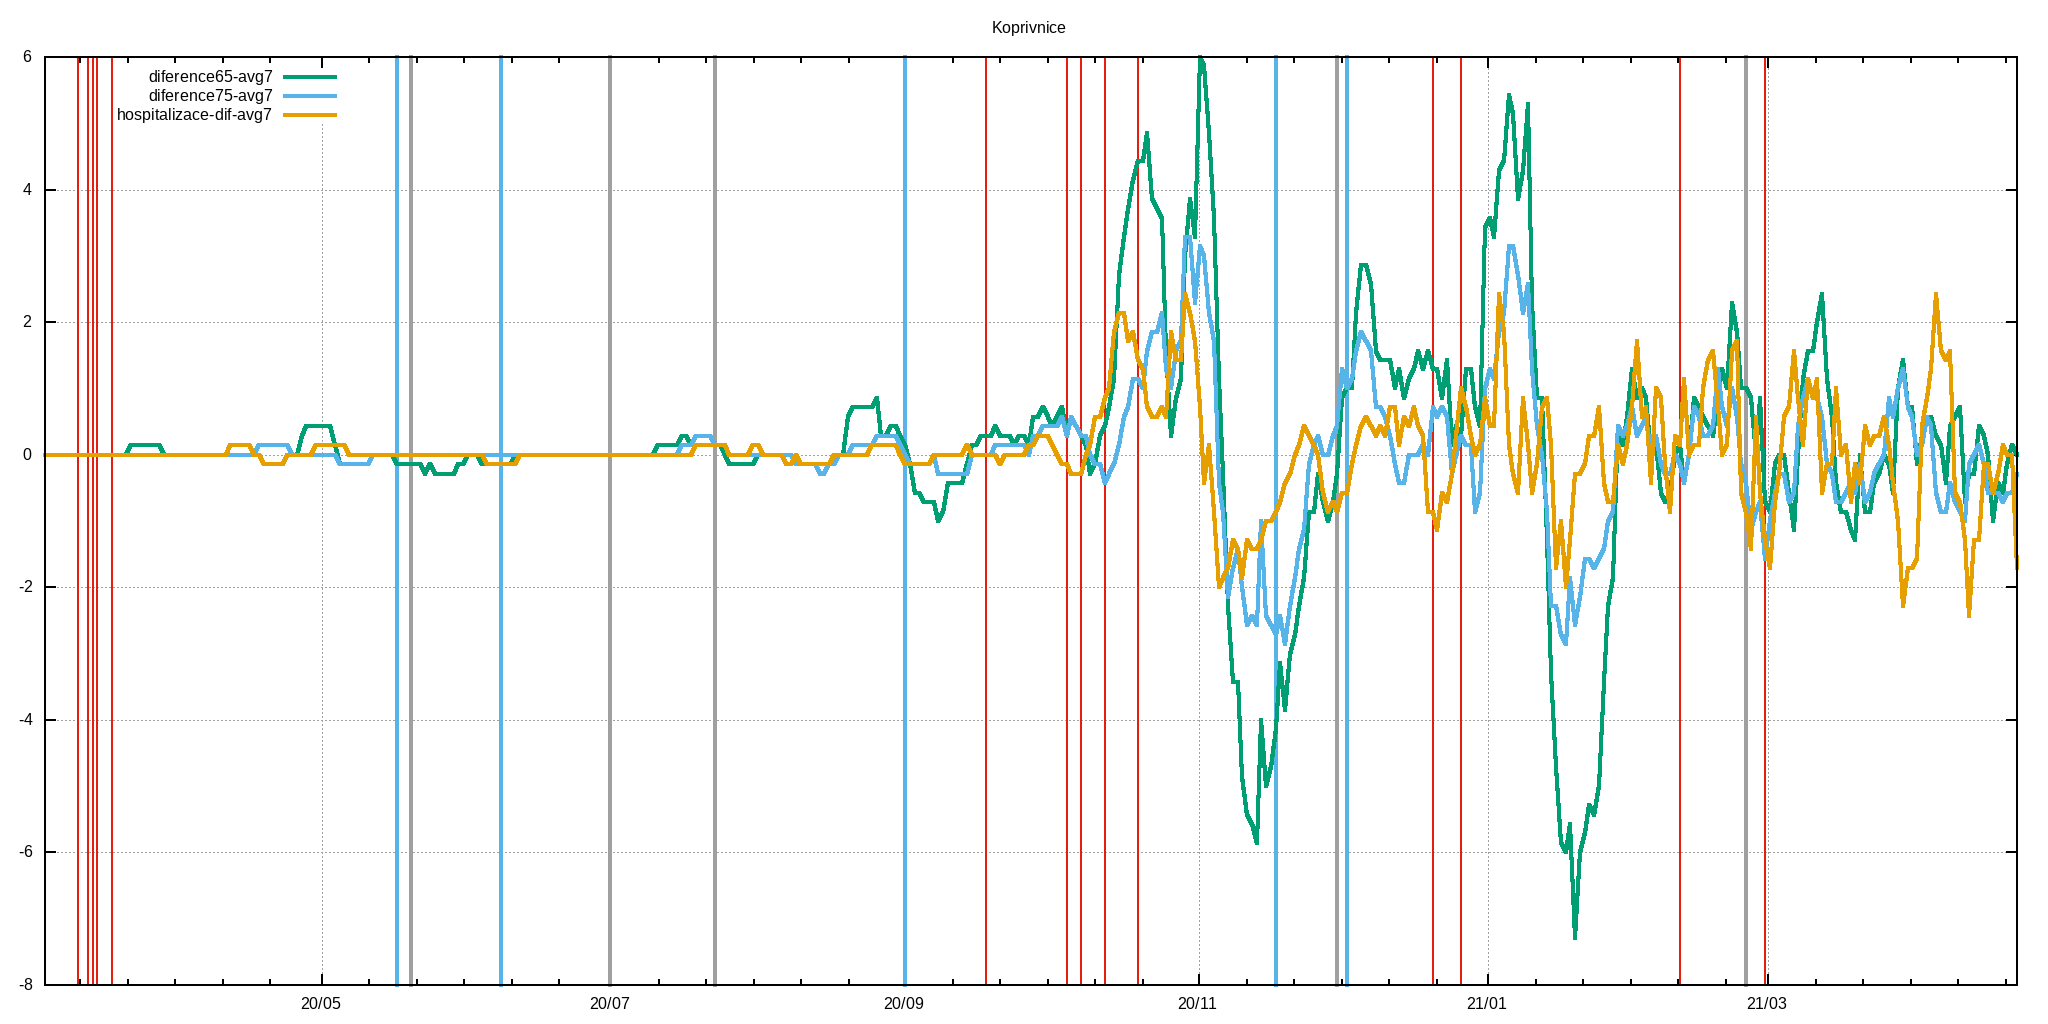 Koprivnice
diference65-avg7
diference75-avg7
hospitalizace-dif-avg7
6
4
2
0
-2
-4
-6
-8
20/05 20/07 20/09 20/11 21/01 21/03